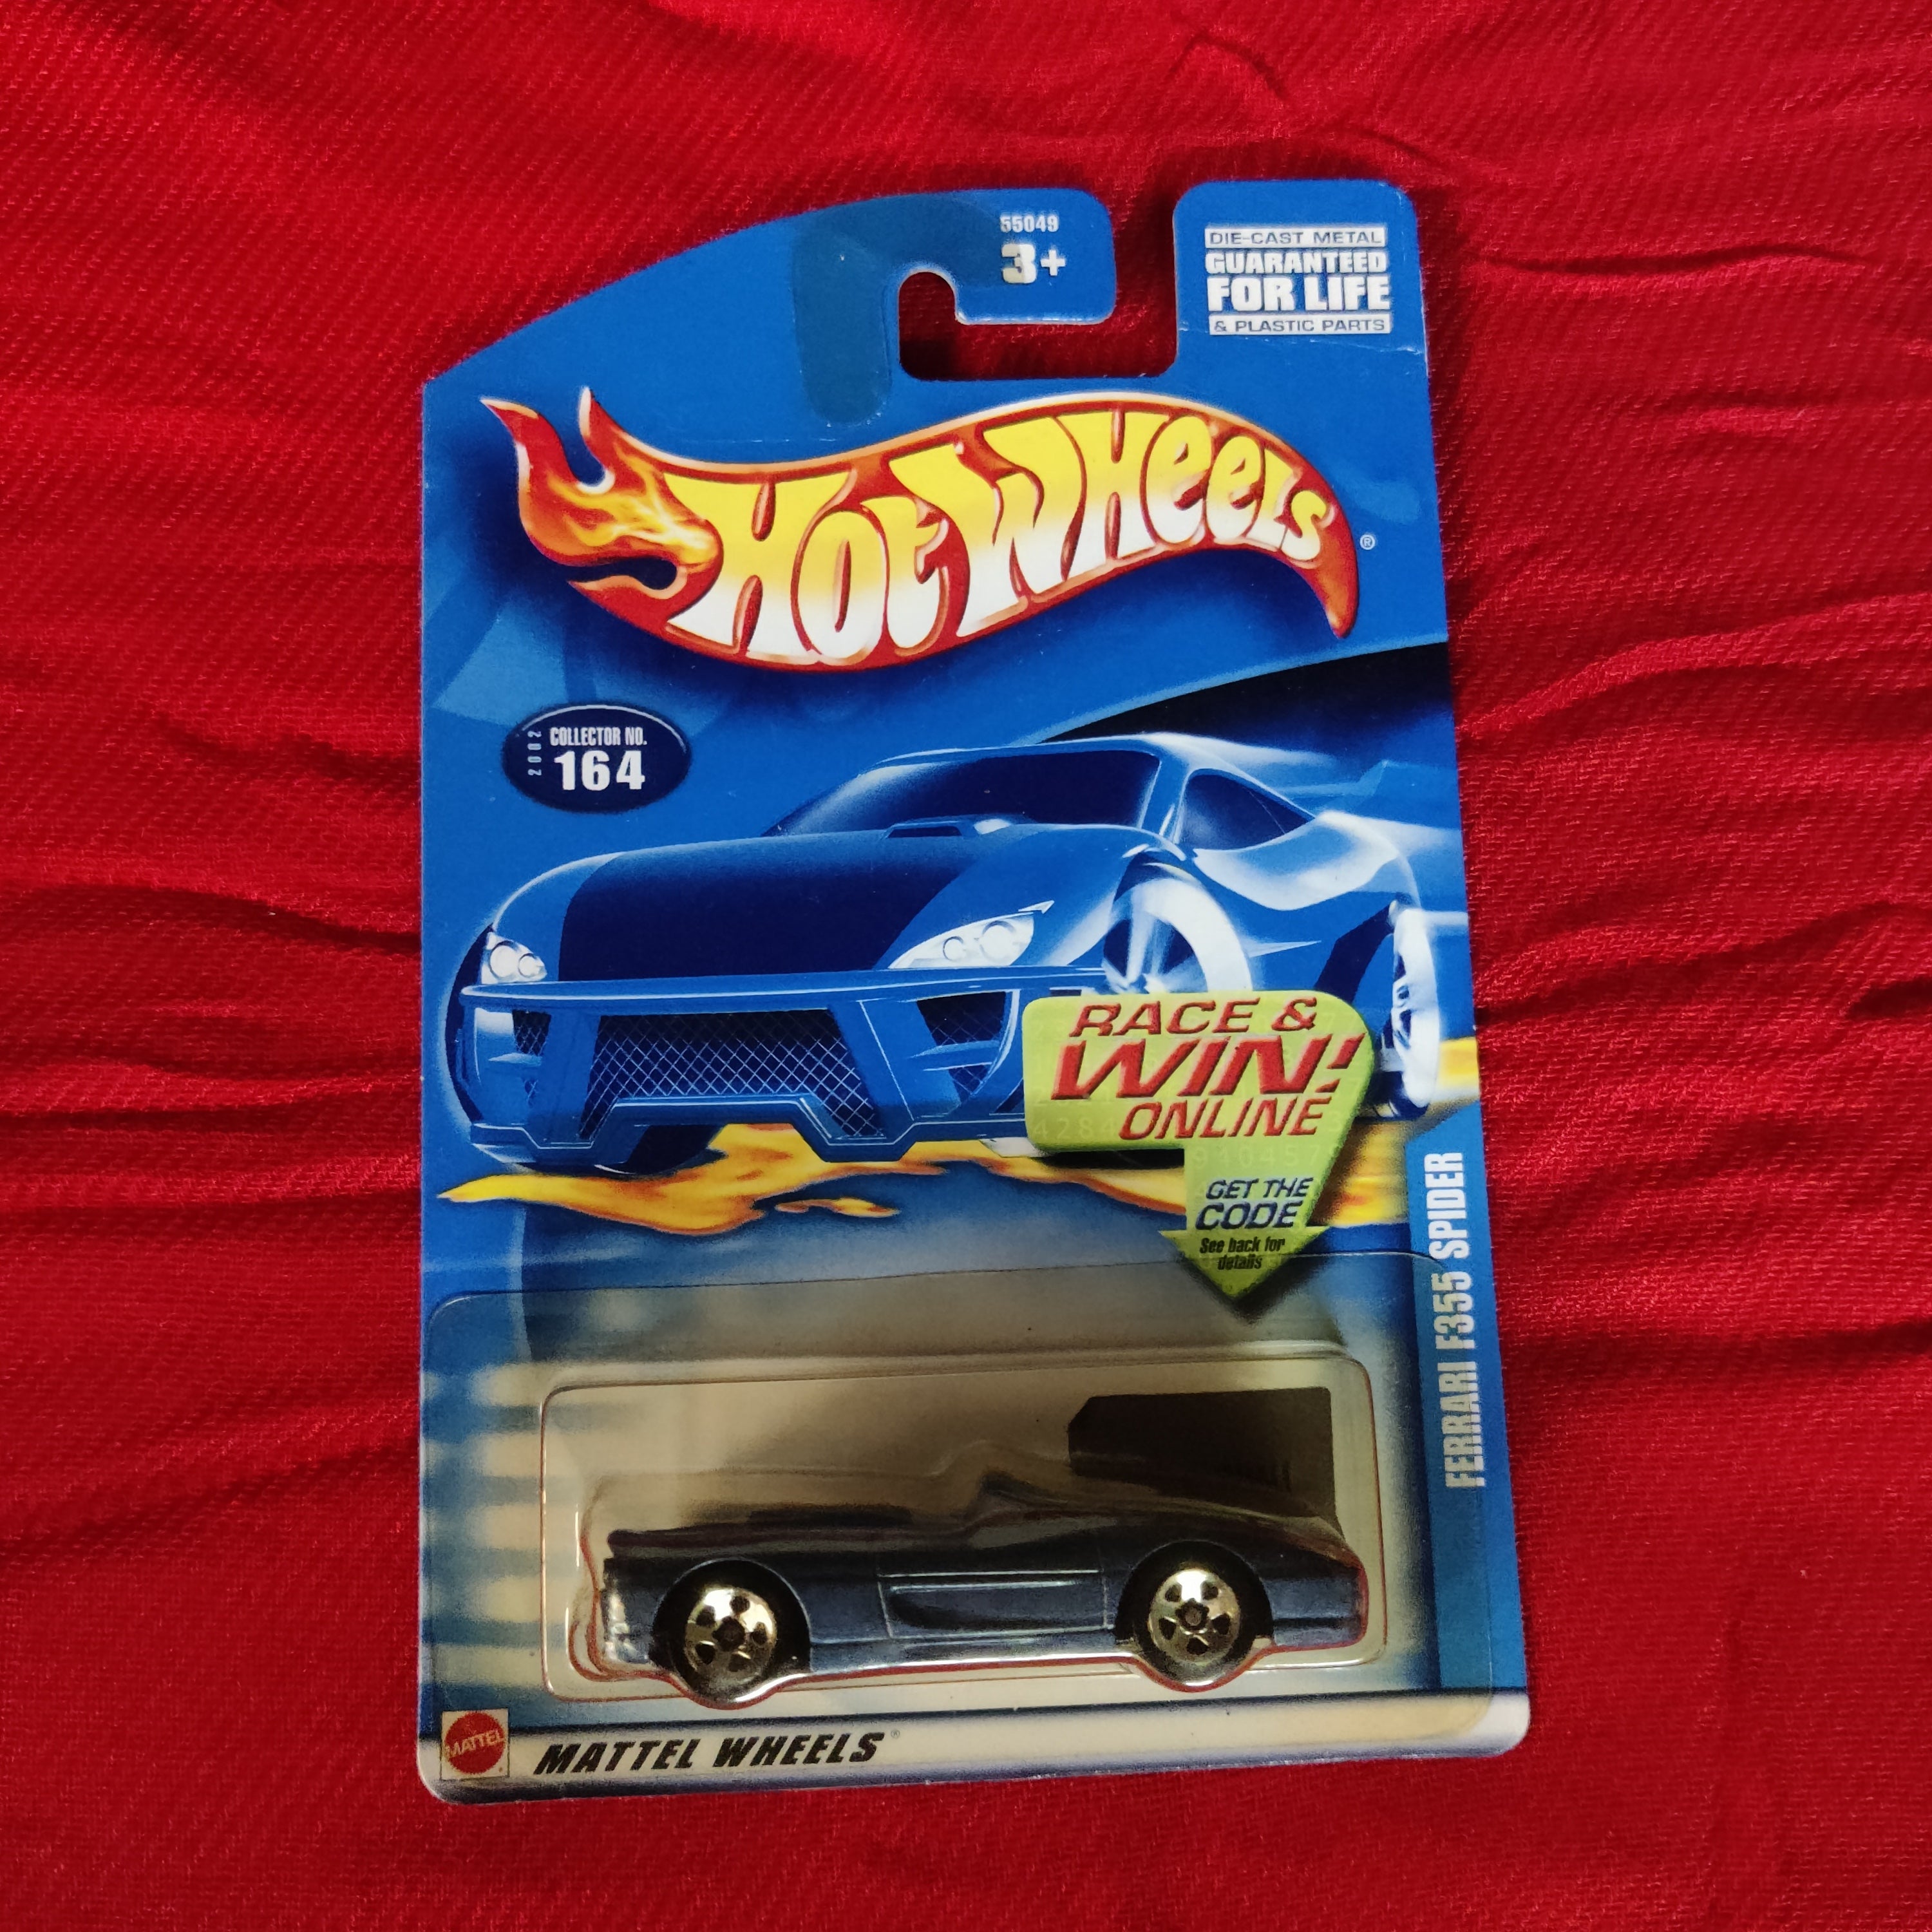 55049
3+
DIE-CAST METAL
GUARANTEED
FOR LIFE
& PLASTIC PARTS
HOT WHEELS ®
2002
COLLECTOR NO.
164
RACE &
WIN!
ONLINE
GET THE
CODE
See back for
details
FERRARI F355 SPIDER
MATTEL
MATTEL WHEELS